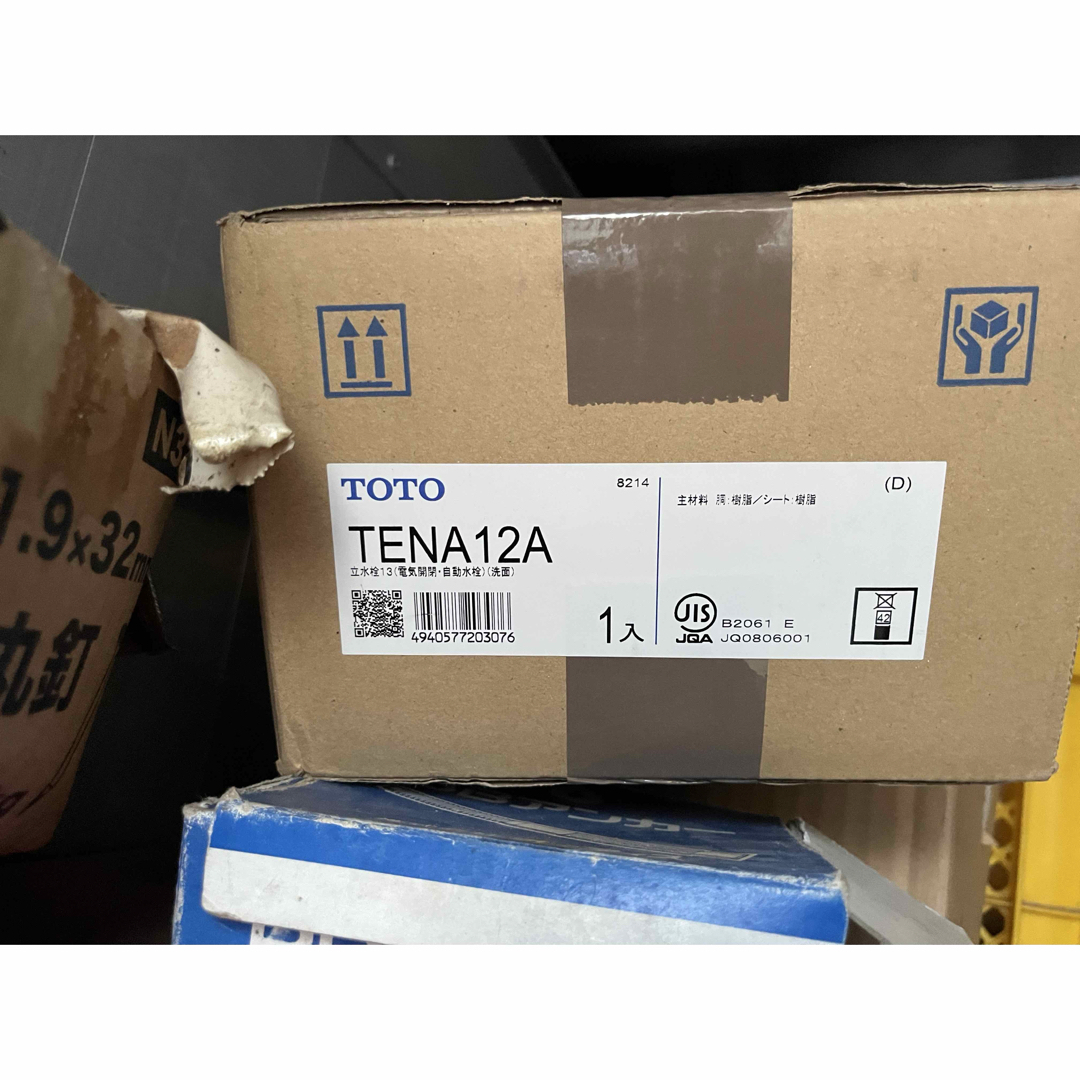 TOTO
8214
TENA12A
立水栓13(電気開閉・自動水栓)(洗面)
4940577203076
1入
主材料 胴:樹脂/シート:樹脂
(D)
JIS
JQA
B2061 E
JQ0806001
42
N3
1.9×32m
丸釘